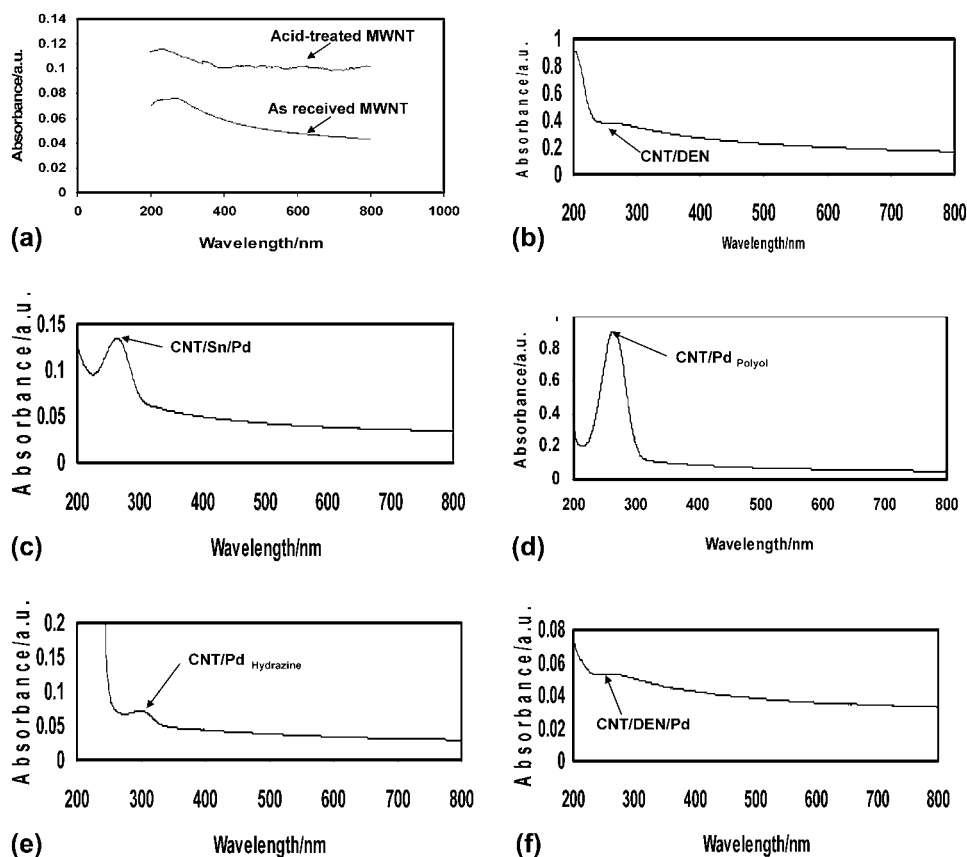 0.14
0.12
0.1
0.08
0.06
0.04
0.02
0
Absorbance/a.u.
Acid-treated MWNT
As received MWNT
0 200 400 600 800 1000
Wavelength/nm
(a)
1
0.8
0.6
0.4
0.2
0
Absorbance/a.u.
CNT/DEN
200 300 400 500 600 700 800
Wavelength/nm
(b)
0.15
0.1
0.05
0
Absorbance/a.u.
CNT/Sn/Pd
200 300 400 500 600 700 800
Wavelength/nm
(c)
0.8
0.6
0.4
0.2
0
Absorbance/a.u.
CNT/Pd Polyol
200 300 400 500 600 700 800
Wavelength/nm
(d)
0.2
0.15
0.1
0.05
0
Absorbance/a.u.
CNT/Pd Hydrazine
200 300 400 500 600 700 800
Wavelength/nm
(e)
0.08
0.06
0.04
0.02
0
Absorbance/a.u.
CNT/DEN/Pd
200 300 400 500 600 700 800
Wavelength/nm
(f)